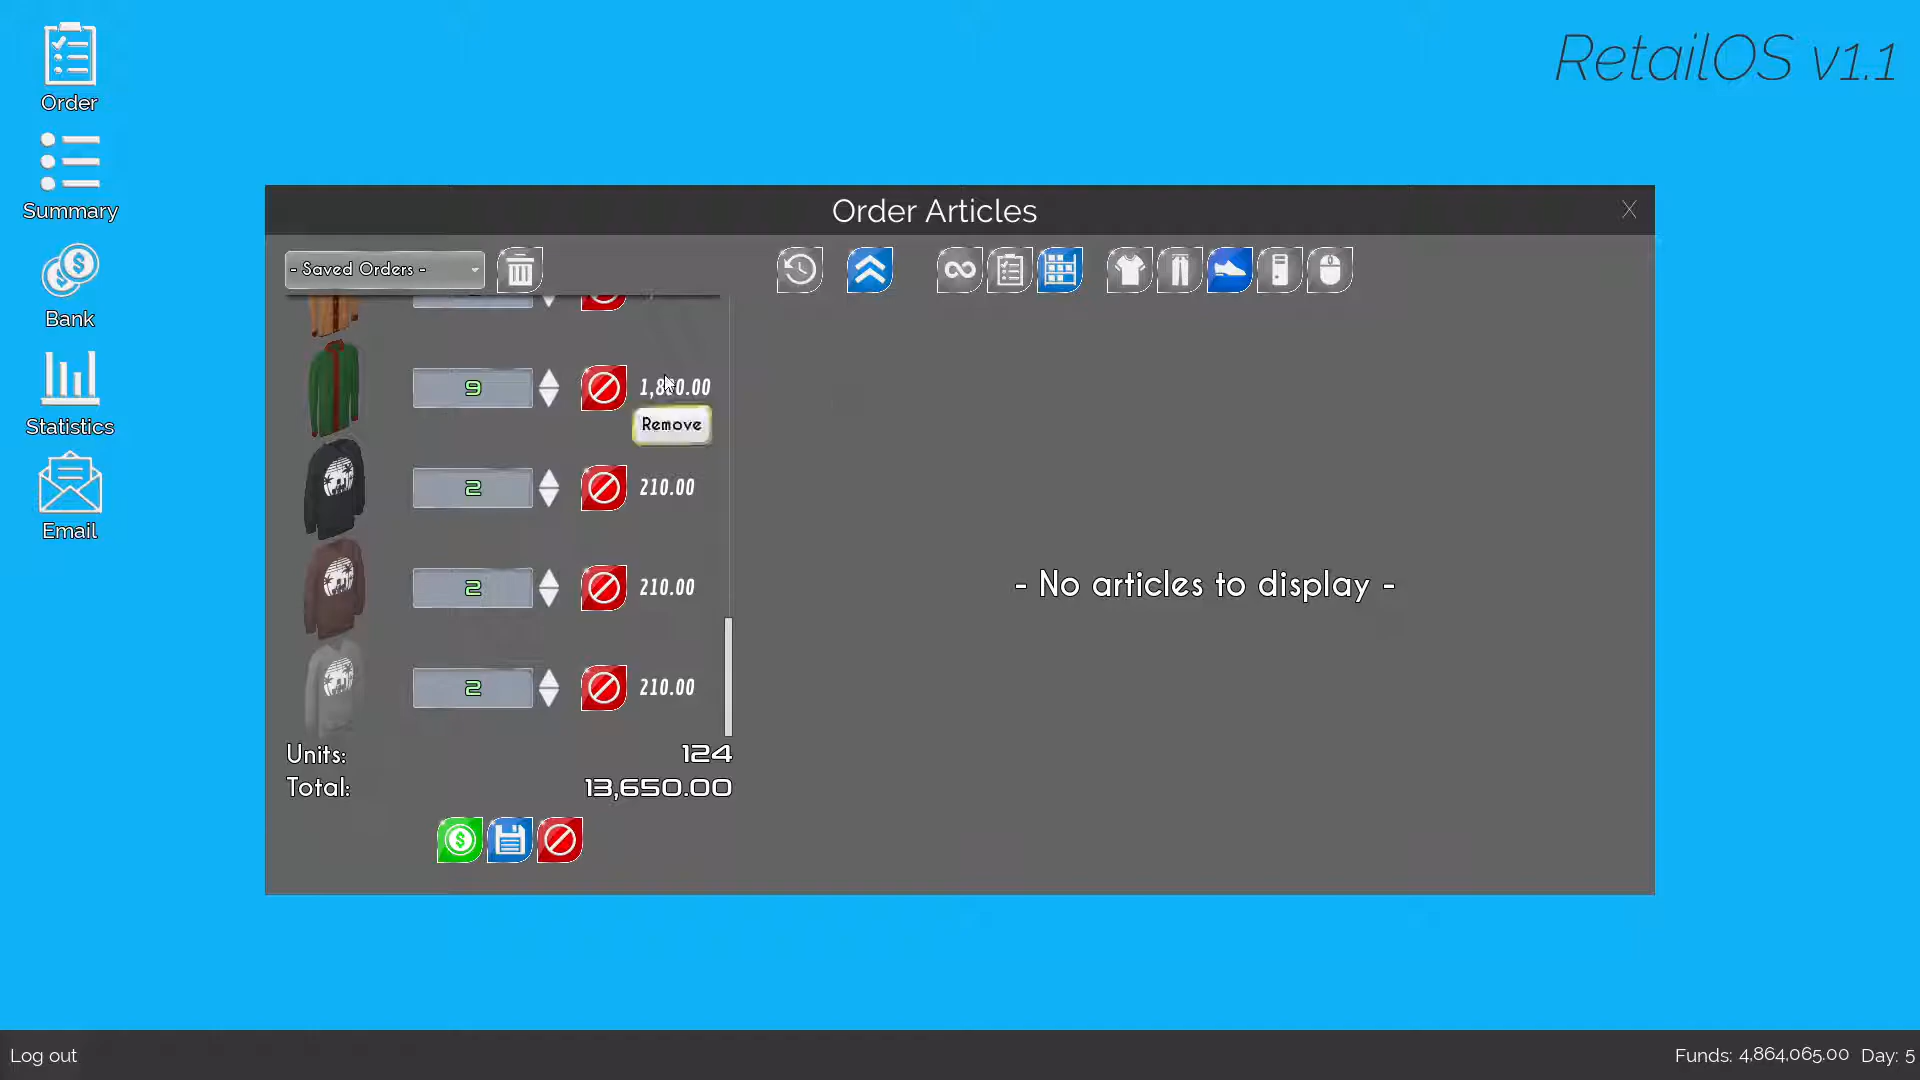 RetailOS v1.1
Order
Summary
Bank
Statistics
Email
Order Articles
X
- Saved Orders -
9
Remove
2
210.00
2
210.00
2
210.00
- No articles to display -
Units:
124
Total:
13,650.00
Log out
Funds: 4,864,065.00 Day: 5